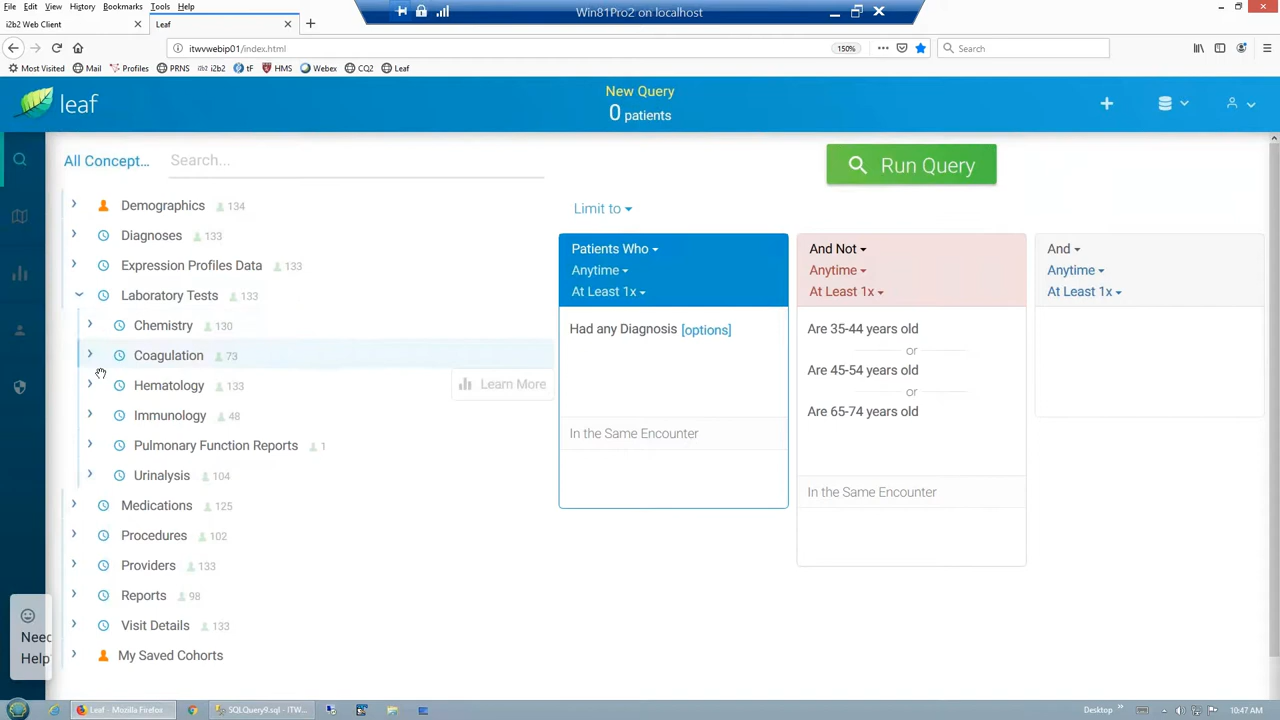 File Edit View History Bookmarks Tools Help
Win81Pro2 on localhost
i2b2 Web Client
Leaf
itwvwebip01/index.html
150%
Search
Most Visited Mail Profiles PRNS i2b2 tF HMS Webex CQ2 Leaf
leaf
New Query
0 patients
All Concept...
Search...
Run Query
Limit to
Demographics 134
Diagnoses 133
Expression Profiles Data 133
Laboratory Tests 133
Chemistry 130
Coagulation 73
Hematology 133
Learn More
Immunology 48
Pulmonary Function Reports 1
Urinalysis 104
Medications 125
Procedures 102
Providers 133
Reports 98
Visit Details 133
My Saved Cohorts
Patients Who
Anytime
At Least 1x
Had any Diagnosis [options]
In the Same Encounter
And Not
Anytime
At Least 1x
Are 35-44 years old
or
Are 45-54 years old
or
Are 65-74 years old
In the Same Encounter
And
Anytime
At Least 1x
Need
Help
Leaf - Mozilla Firefox
SQLQuery9.sql - ITW...
Desktop
10:47 AM